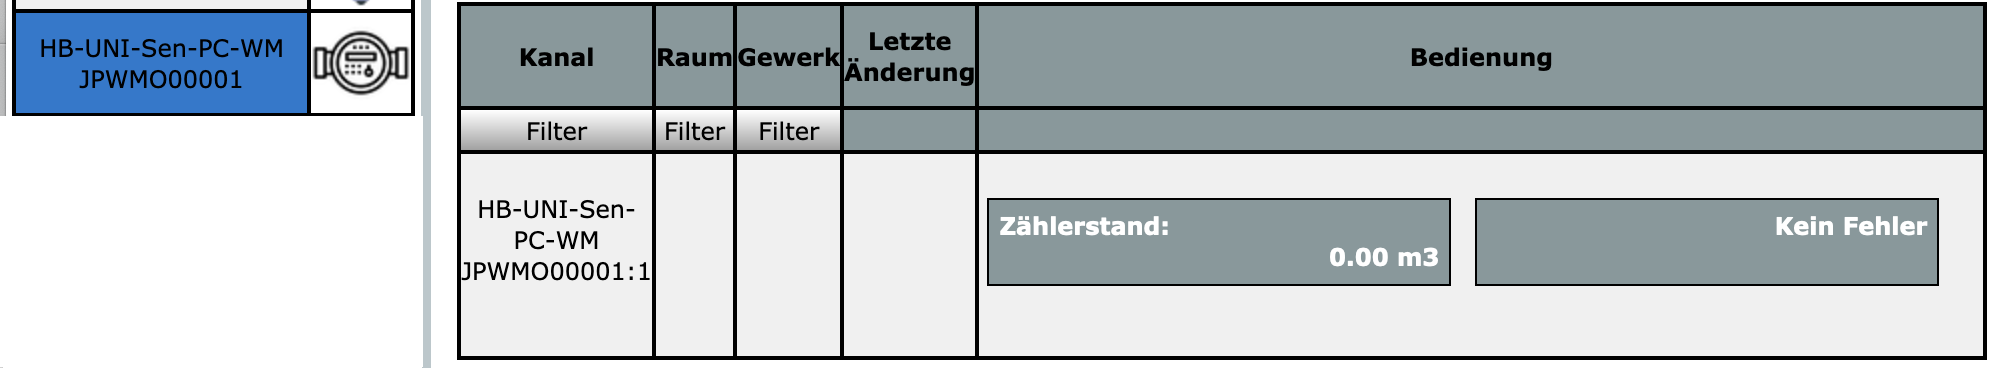 HB-UNI-Sen-PC-WM
JPWMO00001
Kanal
Raum
Gewerk
Letzte
Änderung
Bedienung
Filter
Filter
Filter
HB-UNI-Sen-
PC-WM
JPWMO00001:1
Zählerstand:
0.00 m3
Kein Fehler